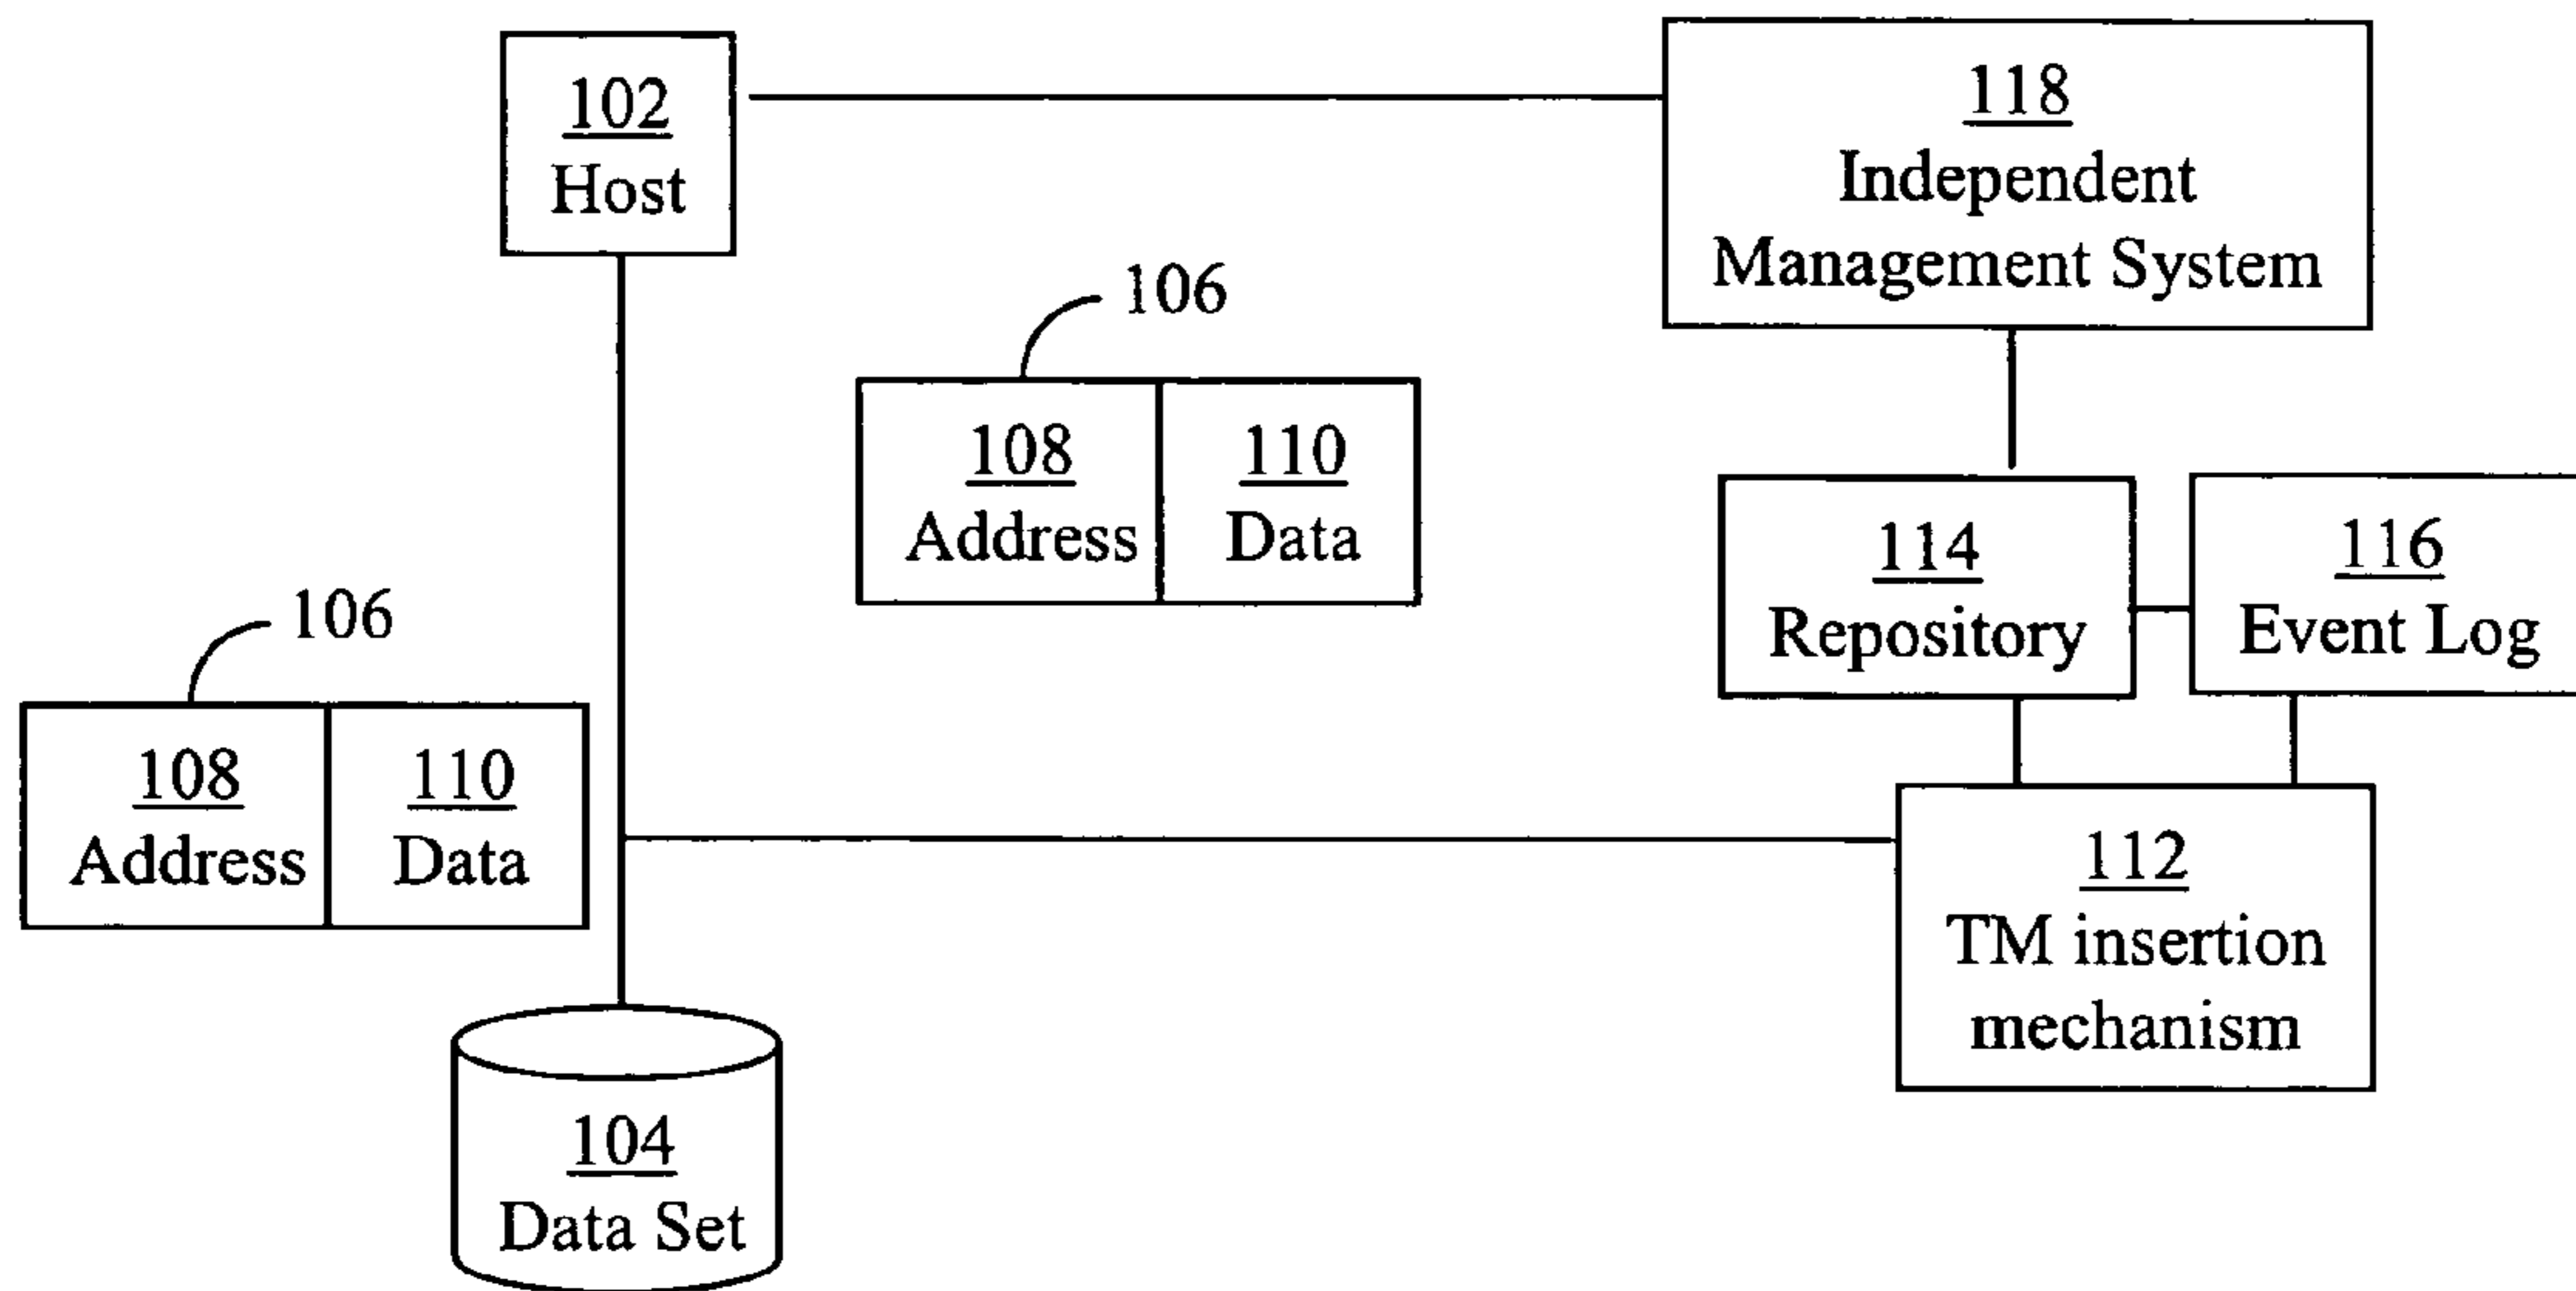 102
Host
118
Independent
Management System
106
108
Address
110
Data
114
Repository
116
Event Log
106
108
Address
110
Data
112
TM insertion
mechanism
104
Data Set